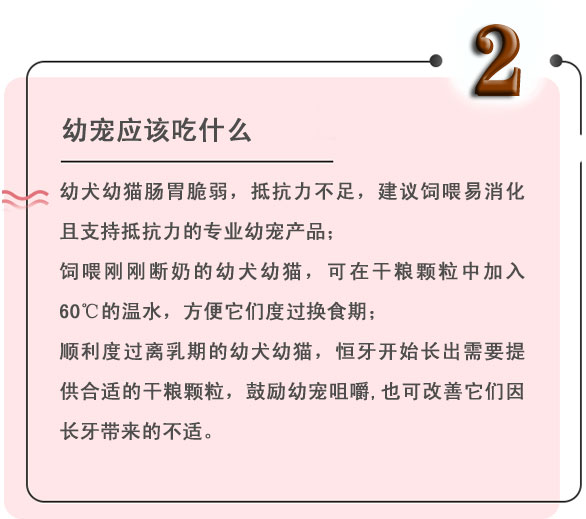 2
幼宠应该吃什么
幼犬幼猫肠胃脆弱，抵抗力不足，建议饲喂易消化
且支持抵抗力的专业幼宠产品；
饲喂刚刚断奶的幼犬幼猫，可在干粮颗粒中加入
60℃的温水，方便它们度过换食期；
顺利度过离乳期的幼犬幼猫，恒牙开始长出需要提
供合适的干粮颗粒，鼓励幼宠咀嚼,也可改善它们因
长牙带来的不适。